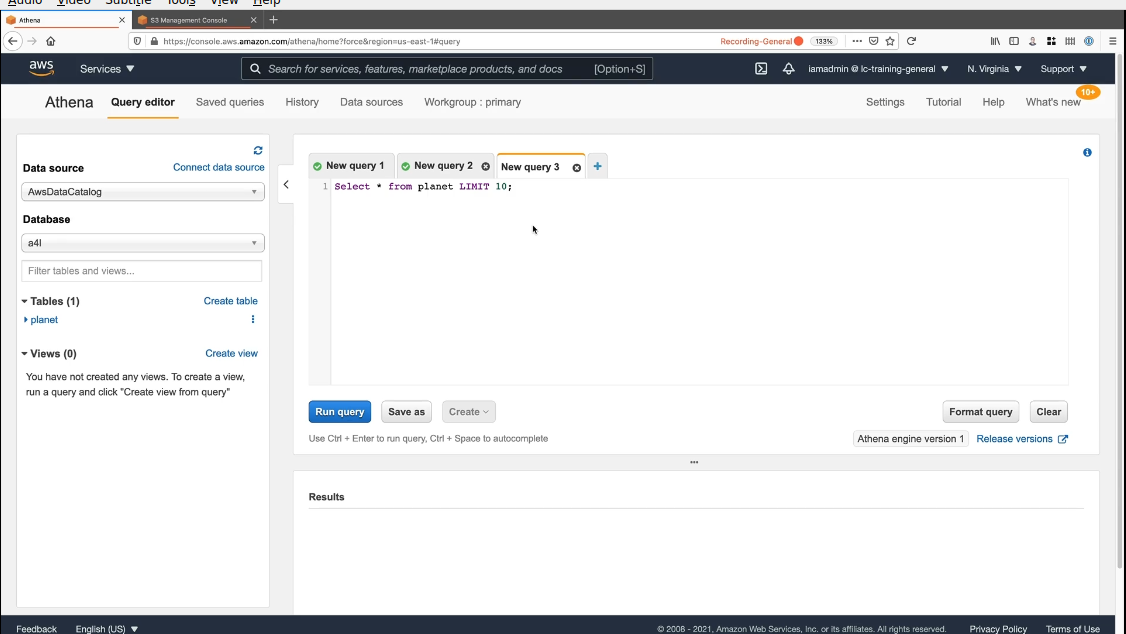 Audio Video Subtitle Tools View Help
Athena
S3 Management Console
https://console.aws.amazon.com/athena/home?force&region=us-east-1#query
Recording-General
133%
aws
Services
Search for services, features, marketplace products, and docs
[Option+S]
iamadmin @ lc-training-general
N. Virginia
Support
Athena
Query editor
Saved queries
History
Data sources
Workgroup : primary
Settings
Tutorial
Help
What's new
10+
Data source
Connect data source
AwsDataCatalog
Database
a4l
Filter tables and views...
Tables (1)
Create table
planet
Views (0)
Create view
You have not created any views. To create a view,
run a query and click "Create view from query"
New query 1
New query 2
New query 3
1 Select * from planet LIMIT 10;
Run query
Save as
Create
Format query
Clear
Use Ctrl + Enter to run query, Ctrl + Space to autocomplete
Athena engine version 1
Release versions
Results
Feedback
English (US)
© 2008 - 2021, Amazon Web Services, Inc. or its affiliates. All rights reserved.
Privacy Policy
Terms of Use